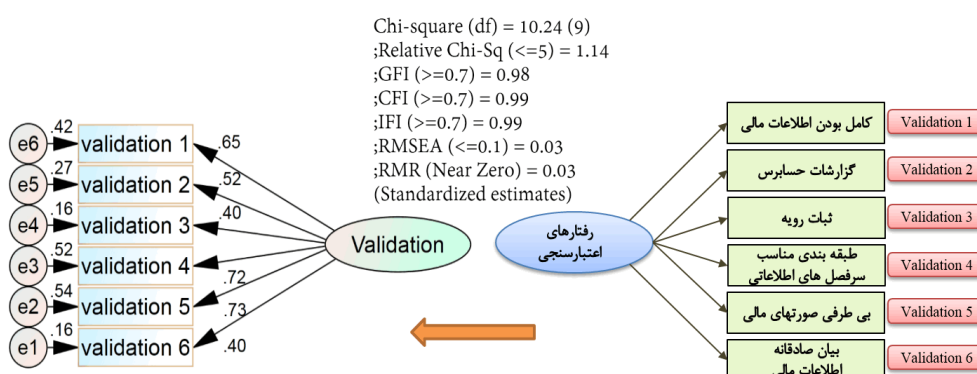 Chi-square (df) = 10.24 (9)
;Relative Chi-Sq (<=5) = 1.14
;GFI (>=0.7) = 0.98
;CFI (>=0.7) = 0.99
;IFI (>=0.7) = 0.99
;RMSEA (<=0.1) = 0.03
;RMR (Near Zero) = 0.03
(Standardized estimates)
e6
.42
validation 1
.65
e5
.27
validation 2
.52
e4
.16
validation 3
.40
e3
.52
validation 4
.72
e2
.54
validation 5
.73
e1
.16
validation 6
.40
Validation
رفتارهای
اعتبارسنجی
کامل بودن اطلاعات مالی
Validation 1
گزارشات حسابرس
Validation 2
ثبات رویه
Validation 3
طبقه بندی مناسب
سرفصل های اطلاعاتی
Validation 4
بی طرفی صورتهای مالی
Validation 5
بیان صادقانه
اطلاعات مالی
Validation 6